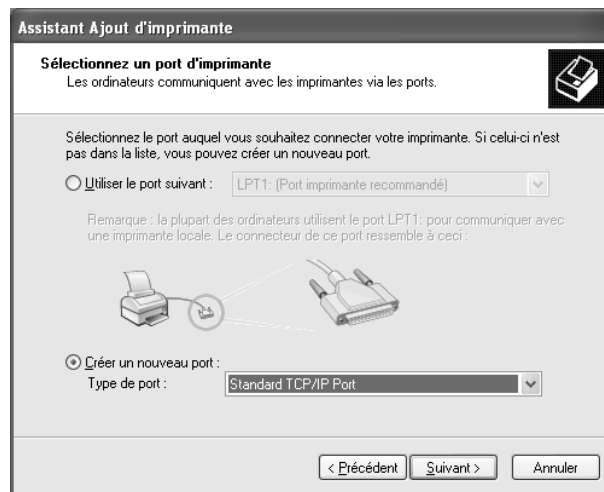 Assistant Ajout d'imprimante
Sélectionnez un port d'imprimante
Les ordinateurs communiquent avec les imprimantes via les ports.
Sélectionnez le port auquel vous souhaitez connecter votre imprimante. Si celui-ci n'est
pas dans la liste, vous pouvez créer un nouveau port.
Utiliser le port suivant : LPT1: (Port imprimante recommandé)
Remarque : la plupart des ordinateurs utilisent le port LPT1: pour communiquer avec
une imprimante locale. Le connecteur de ce port ressemble à ceci :
Créer un nouveau port :
Type de port : Standard TCP/IP Port
< Précédent Suivant > Annuler